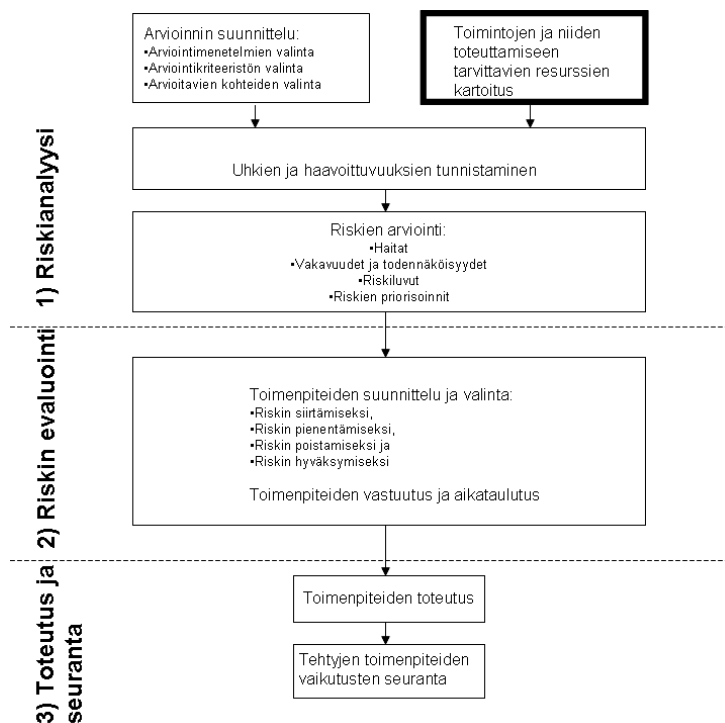 Arvioinnin suunnittelu:
▪Arviointimenetelmien valinta
▪Arviointikriteeristön valinta
▪Arvioitavien kohteiden valinta
Toimintojen ja niiden
toteuttamiseen
tarvittavien resurssien
kartoitus
1) Riskianalyysi
Uhkien ja haavoittuvuuksien tunnistaminen
Riskien arviointi:
▪Haitat
▪Vakavuudet ja todennäköisyydet
▪Riskiluvut
▪Riskien priorisoinnit
2) Riskin evaluointi
Toimenpiteiden suunnittelu ja valinta:
▪Riskin siirtämiseksi,
▪Riskin pienentämiseksi,
▪Riskin poistamiseksi ja
▪Riskin hyväksymiseksi
Toimenpiteiden vastuutus ja aikataulutus
3) Toteutus ja
seuranta
Toimenpiteiden toteutus
Tehtyjen toimenpiteiden
vaikutusten seuranta